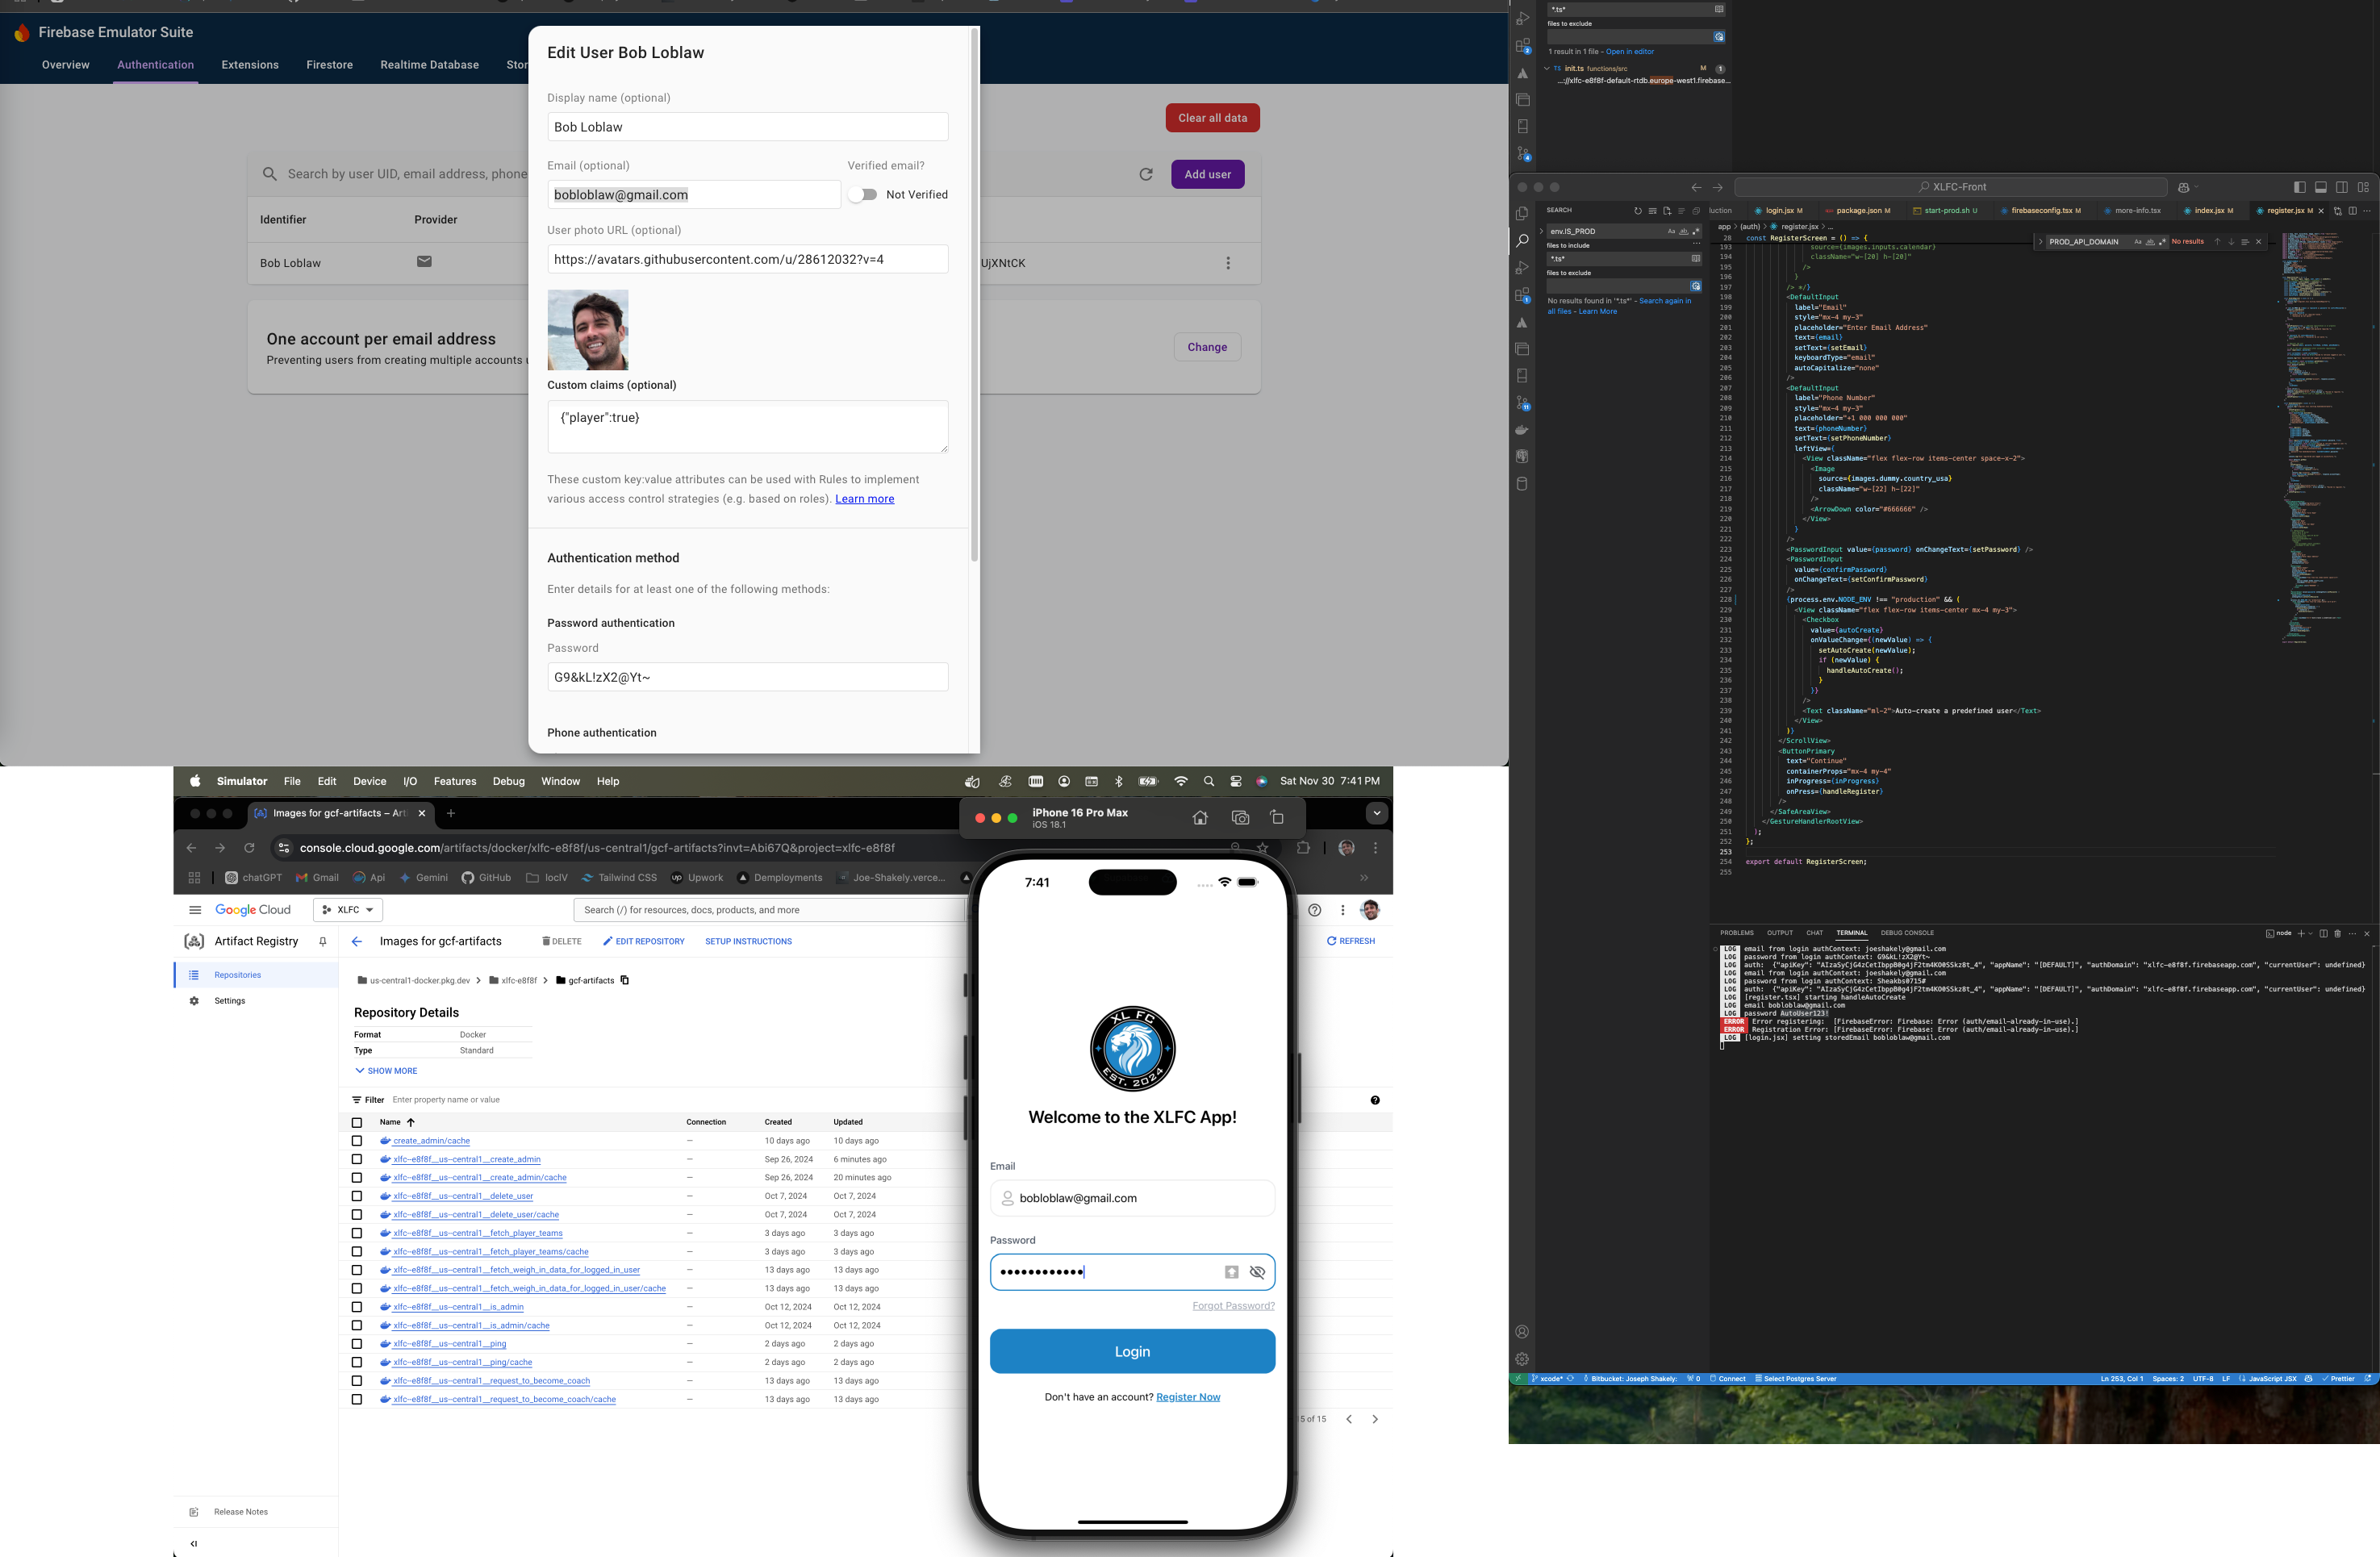 Firebase Emulator Suite
Overview Authentication Extensions Firestore Realtime Database Stor
Clear all data
Search by user UID, email address, phone
Add user
Identifier Provider
Bob Loblaw
UjXNtCK
One account per email address
Preventing users from creating multiple accounts u
Change
Edit User Bob Loblaw
Display name (optional)
Bob Loblaw
Email (optional) Verified email?
bobloblaw@gmail.com Not Verified
User photo URL (optional)
https://avatars.githubusercontent.com/u/28612032?v=4
Custom claims (optional)
{"player":true}
These custom key:value attributes can be used with Rules to implement
various access control strategies (e.g. based on roles). Learn more
Authentication method
Enter details for at least one of the following methods:
Password authentication
Password
G9&kL!zX2@Yt~
Phone authentication
*.ts*
files to exclude
1 result in 1 file - Open in editor
TS init.ts functions/src M 1
...://xlfc-e8f8f-default-rtdb.europe-west1.firebase...
XLFC-Front
SEARCH
env.IS_PROD
files to include
*.ts*
files to exclude
No results found in '*.ts*' - Search again in
all files - Learn More
luction login.jsx M package.json M start-prod.sh U firebaseconfig.tsx M more-info.tsx index.jsx M register.jsx M
app > (auth) > register.jsx > ...
PROD_API_DOMAIN No results
28 const RegisterScreen = () => {
193 source={images.inputs.calendar}
194 className="w-[20] h-[20]"
195 />
196 }
197 /> */}
198 <DefaultInput
199 label="Email"
200 style="mx-4 my-3"
201 placeholder="Enter Email Address"
202 text={email}
203 setText={setEmail}
204 keyboardType="email"
205 autoCapitalize="none"
206 />
207 <DefaultInput
208 label="Phone Number"
209 style="mx-4 my-3"
210 placeholder="+1 000 000 000"
211 text={phoneNumber}
212 setText={setPhoneNumber}
213 leftView={
214 <View className="flex flex-row items-center space-x-2">
215 <Image
216 source={images.dummy.country_usa}
217 className="w-[22] h-[22]"
218 />
219 <ArrowDown color="#666666" />
220 </View>
221 }
222 />
223 <PasswordInput value={password} onChangeText={setPassword} />
224 <PasswordInput
225 value={confirmPassword}
226 onChangeText={setConfirmPassword}
227 />
228 {process.env.NODE_ENV !== "production" && (
229 <View className="flex flex-row items-center mx-4 my-3">
230 <Checkbox
231 value={autoCreate}
232 onValueChange={(newValue) => {
233 setAutoCreate(newValue);
234 if (newValue) {
235 handleAutoCreate();
236 }
237 }}
238 />
239 <Text className="ml-2">Auto-create a predefined user</Text>
240 </View>
241 )}
242 </ScrollView>
243 <ButtonPrimary
244 text="Continue"
245 containerProps="mx-4 my-4"
246 inProgress={inProgress}
247 onPress={handleRegister}
248 />
249 </SafeAreaView>
250 </GestureHandlerRootView>
251 );
252 };
253
254 export default RegisterScreen;
255
PROBLEMS OUTPUT CHAT TERMINAL DEBUG CONSOLE node
LOG email from login authContext: joeshakely@gmail.com
LOG password from login authContext: G9&kL!zX2@Yt~
LOG email from login authContext: joeshakely@gmail.com
LOG password from login authContext: Sheakbs0715#
LOG [register.tsx] starting handleAutoCreate
LOG email bobloblaw@gmail.com
LOG password AutoUser123!
ERROR Error registering: [FirebaseError: Firebase: Error (auth/email-already-in-use).]
ERROR Registration Error: [FirebaseError: Firebase: Error (auth/email-already-in-use).]
LOG [login.jsx] setting storedEmail bobloblaw@gmail.com
xcode* Bitbucket: Joseph Shakely: 0 Connect Select Postgres Server Ln 253, Col 1 Spaces: 2 UTF-8 LF JavaScript JSX Prettier
Simulator File Edit Device I/O Features Debug Window Help Sat Nov 30 7:41 PM
Images for gcf-artifacts – Arti
console.cloud.google.com/artifacts/docker/xlfc-e8f8f/us-central1/gcf-artifacts?invt=Abi67Q&project=xlfc-e8f8f
chatGPT Gmail Api Gemini GitHub loclV Tailwind CSS Upwork Demployments Joe-Shakely.verce...
Google Cloud XLFC Search (/) for resources, docs, products, and more
Artifact Registry Images for gcf-artifacts DELETE EDIT REPOSITORY SETUP INSTRUCTIONS REFRESH
Repositories
Settings
us-central1-docker.pkg.dev > xlfc-e8f8f > gcf-artifacts
Repository Details
Format Docker
Type Standard
SHOW MORE
Filter Enter property name or value
Name Connection Created Updated
create_admin/cache – 10 days ago 10 days ago
xlfc--e8f8f__us--central1__create_admin – Sep 26, 2024 6 minutes ago
xlfc--e8f8f__us--central1__create_admin/cache – Sep 26, 2024 20 minutes ago
xlfc--e8f8f__us--central1__delete_user – Oct 7, 2024 Oct 7, 2024
xlfc--e8f8f__us--central1__delete_user/cache – Oct 7, 2024 Oct 7, 2024
xlfc--e8f8f__us--central1__fetch_player_teams – 3 days ago 3 days ago
xlfc--e8f8f__us--central1__fetch_player_teams/cache – 3 days ago 3 days ago
xlfc--e8f8f__us--central1__fetch_weigh_in_data_for_logged_in_user – 13 days ago 13 days ago
xlfc--e8f8f__us--central1__fetch_weigh_in_data_for_logged_in_user/cache – 13 days ago 13 days ago
xlfc--e8f8f__us--central1__is_admin – Oct 12, 2024 Oct 12, 2024
xlfc--e8f8f__us--central1__is_admin/cache – Oct 12, 2024 Oct 12, 2024
xlfc--e8f8f__us--central1__ping – 2 days ago 2 days ago
xlfc--e8f8f__us--central1__ping/cache – 2 days ago 2 days ago
xlfc--e8f8f__us--central1__request_to_become_coach – 13 days ago 13 days ago
xlfc--e8f8f__us--central1__request_to_become_coach/cache – 13 days ago 13 days ago
5 of 15
Release Notes
iPhone 16 Pro Max
iOS 18.1
7:41
XL FC
EST. 2024
Welcome to the XLFC App!
Email
bobloblaw@gmail.com
Password
••••••••••••
Forgot Password?
Login
Don't have an account? Register Now